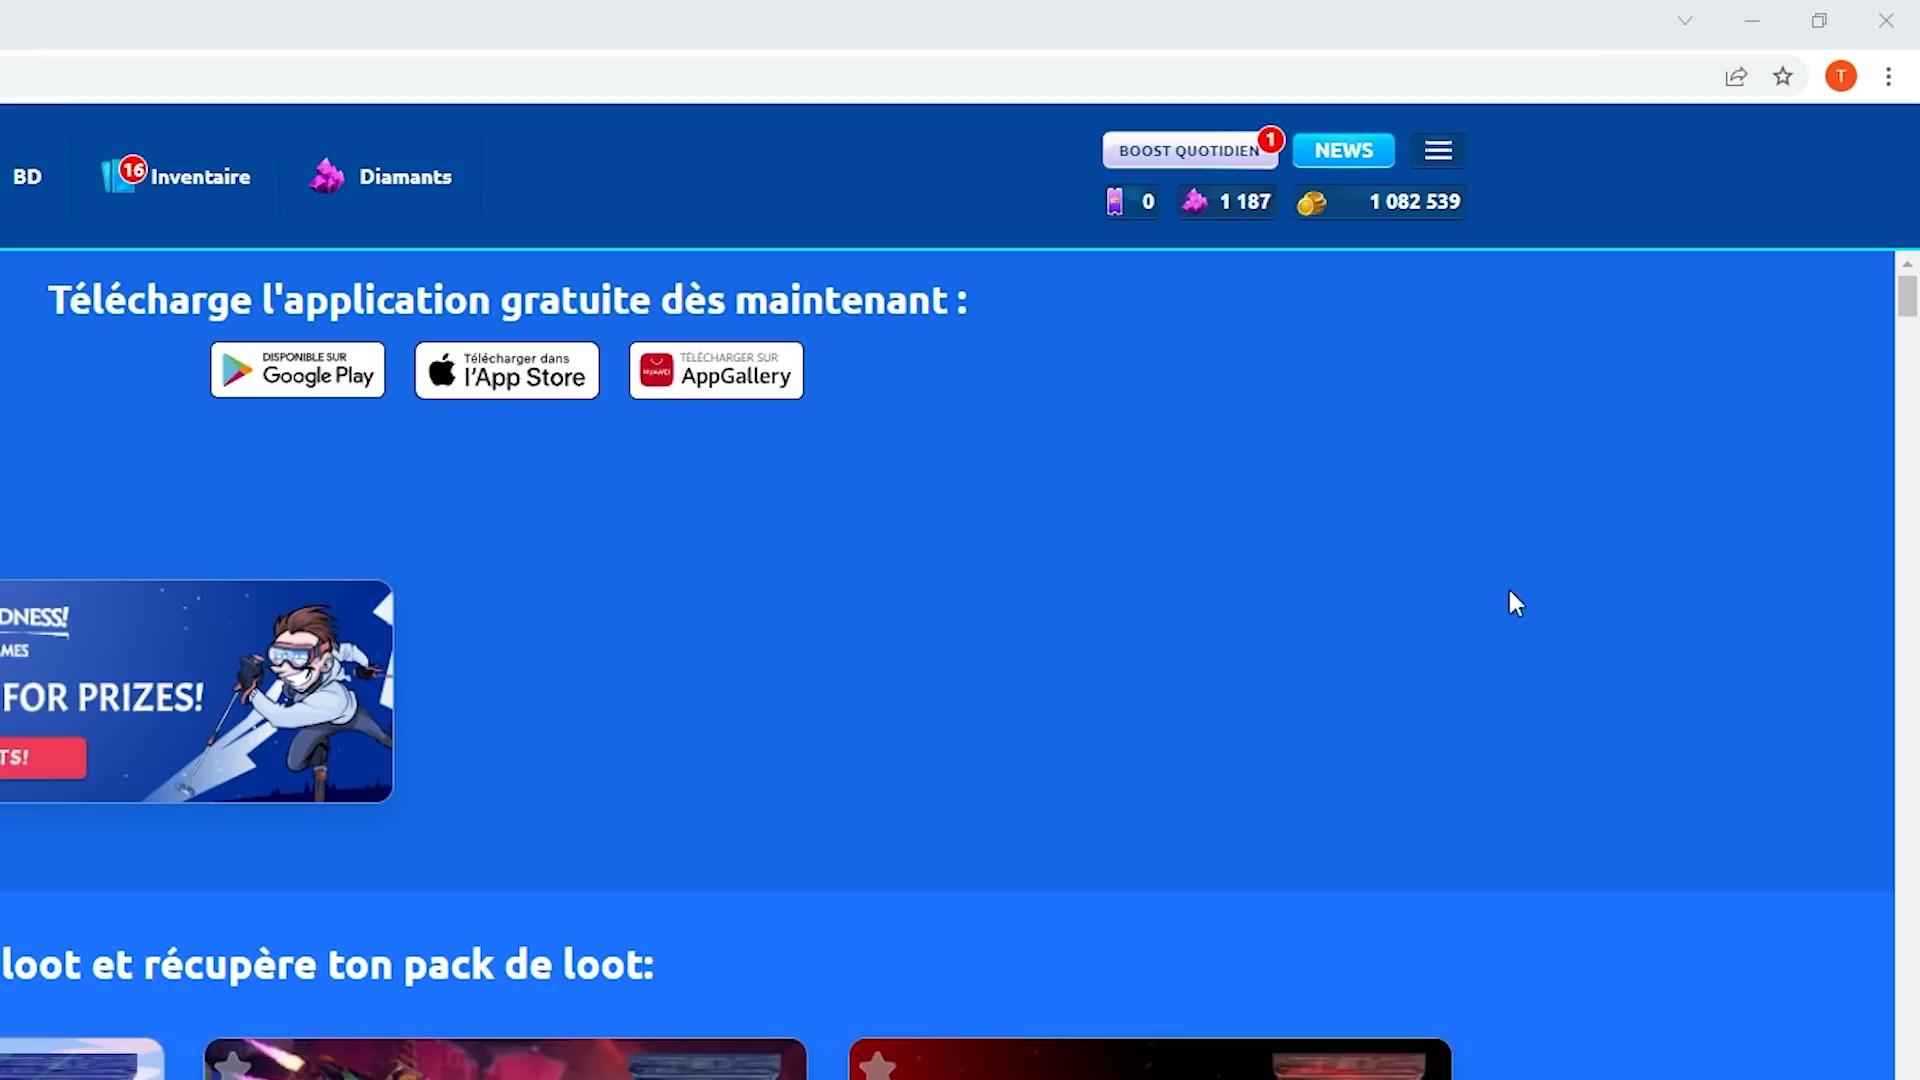 T
BD
16
Inventaire
Diamants
BOOST QUOTIDIEN
1
NEWS
0
1 187
1 082 539
Télécharge l'application gratuite dès maintenant :
DISPONIBLE SUR
Google Play
Télécharger dans
l'App Store
HUAWEI
TÉLÉCHARGER SUR
AppGallery
DNESS!
MES
FOR PRIZES!
TS!
loot et récupère ton pack de loot: